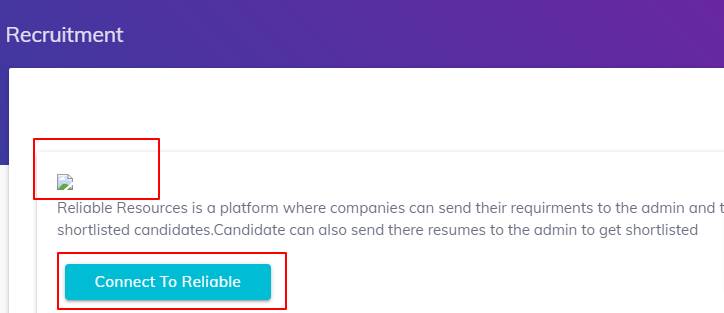 Recruitment
Reliable Resources is a platform where companies can send their requirments to the admin and
shortlisted candidates.Candidate can also send there resumes to the admin to get shortlisted
Connect To Reliable